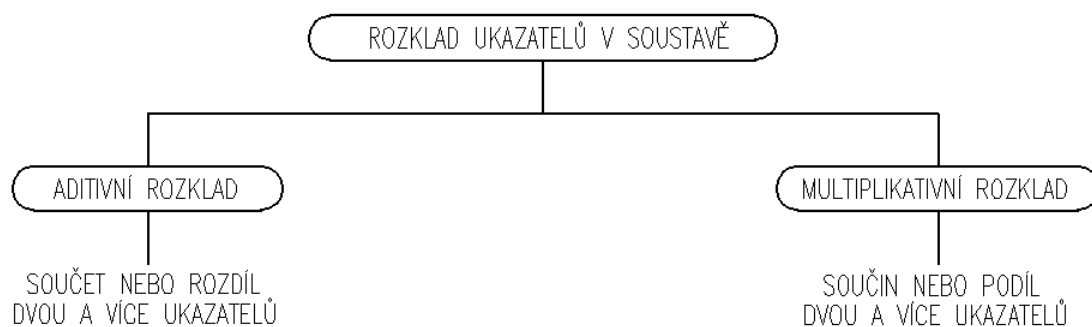 ROZKLAD UKAZATELŮ V SOUSTAVĚ
ADITIVNÍ ROZKLAD
MULTIPLIKATIVNÍ ROZKLAD
SOUČET NEBO ROZDÍL
DVOU A VÍCE UKAZATELŮ
SOUČIN NEBO PODÍL
DVOU A VÍCE UKAZATELŮ